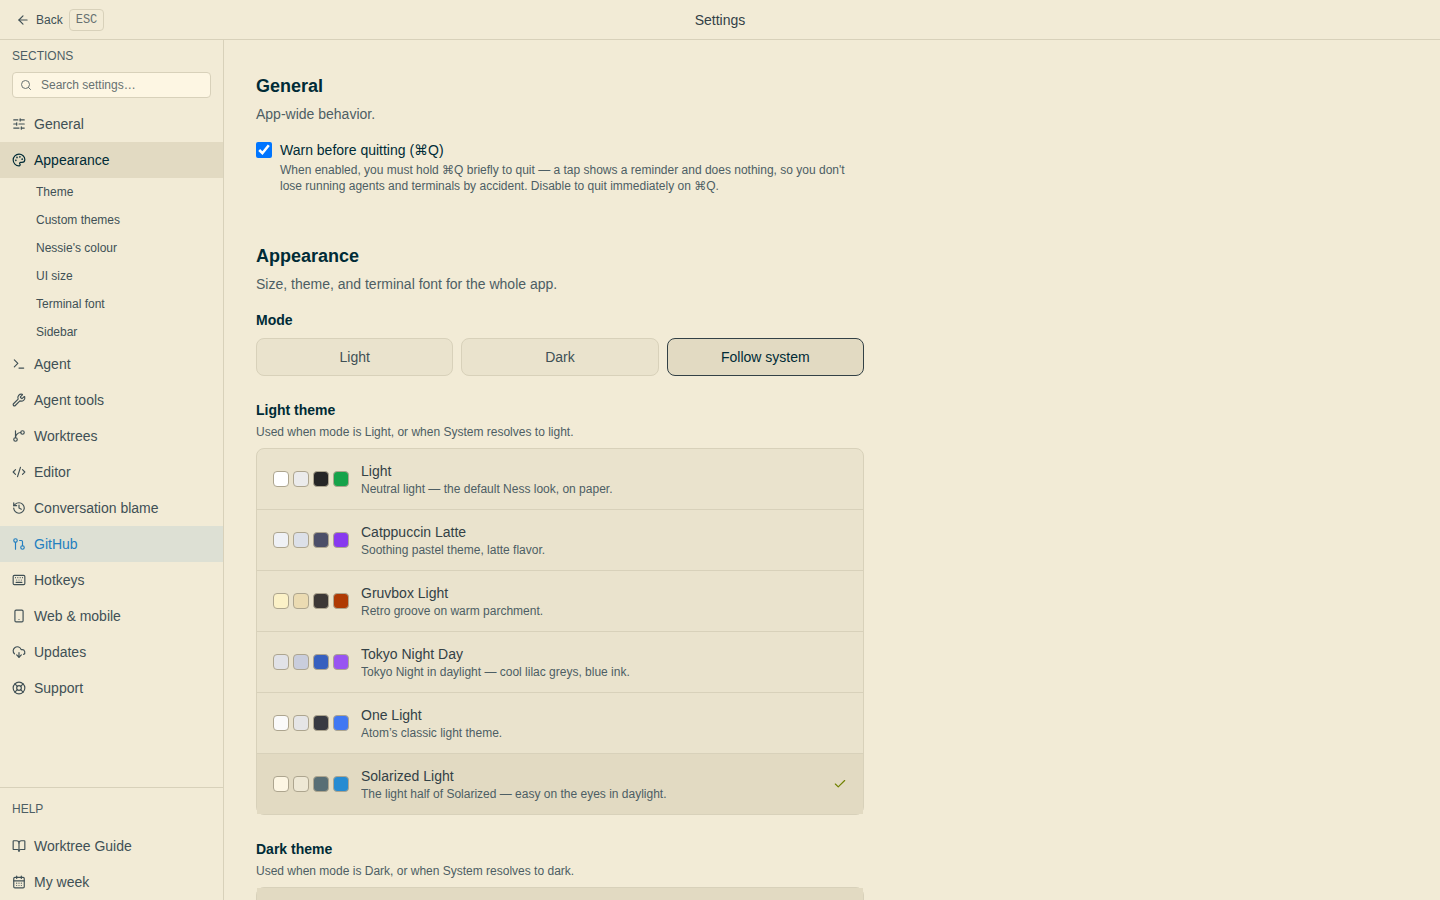 Back
ESC
Settings
SECTIONS
Search settings…
General
Appearance
Theme
Custom themes
Nessie's colour
UI size
Terminal font
Sidebar
Agent
Agent tools
Worktrees
Editor
Conversation blame
GitHub
Hotkeys
Web & mobile
Updates
Support
HELP
Worktree Guide
My week
General
App-wide behavior.
Warn before quitting (⌘Q)
When enabled, you must hold ⌘Q briefly to quit — a tap shows a reminder and does nothing, so you don't
lose running agents and terminals by accident. Disable to quit immediately on ⌘Q.
Appearance
Size, theme, and terminal font for the whole app.
Mode
Light
Dark
Follow system
Light theme
Used when mode is Light, or when System resolves to light.
Light
Neutral light — the default Ness look, on paper.
Catppuccin Latte
Soothing pastel theme, latte flavor.
Gruvbox Light
Retro groove on warm parchment.
Tokyo Night Day
Tokyo Night in daylight — cool lilac greys, blue ink.
One Light
Atom's classic light theme.
Solarized Light
The light half of Solarized — easy on the eyes in daylight.
Dark theme
Used when mode is Dark, or when System resolves to dark.